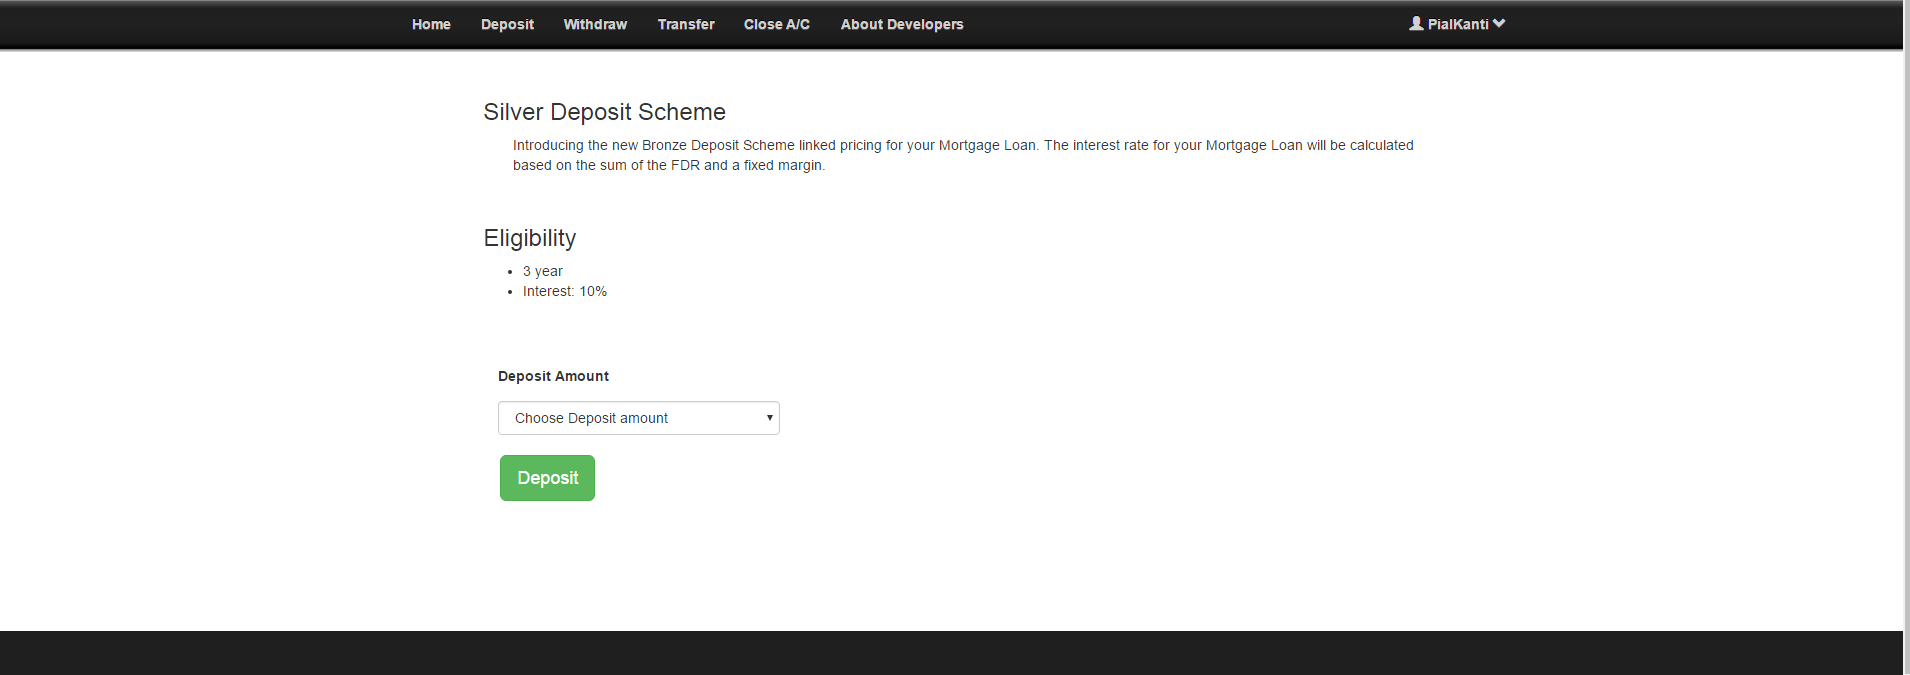 Home Deposit Withdraw Transfer Close A/C About Developers PialKanti
Silver Deposit Scheme
Introducing the new Bronze Deposit Scheme linked pricing for your Mortgage Loan. The interest rate for your Mortgage Loan will be calculated
based on the sum of the FDR and a fixed margin.
Eligibility
• 3 year
• Interest: 10%
Deposit Amount
Choose Deposit amount
Deposit